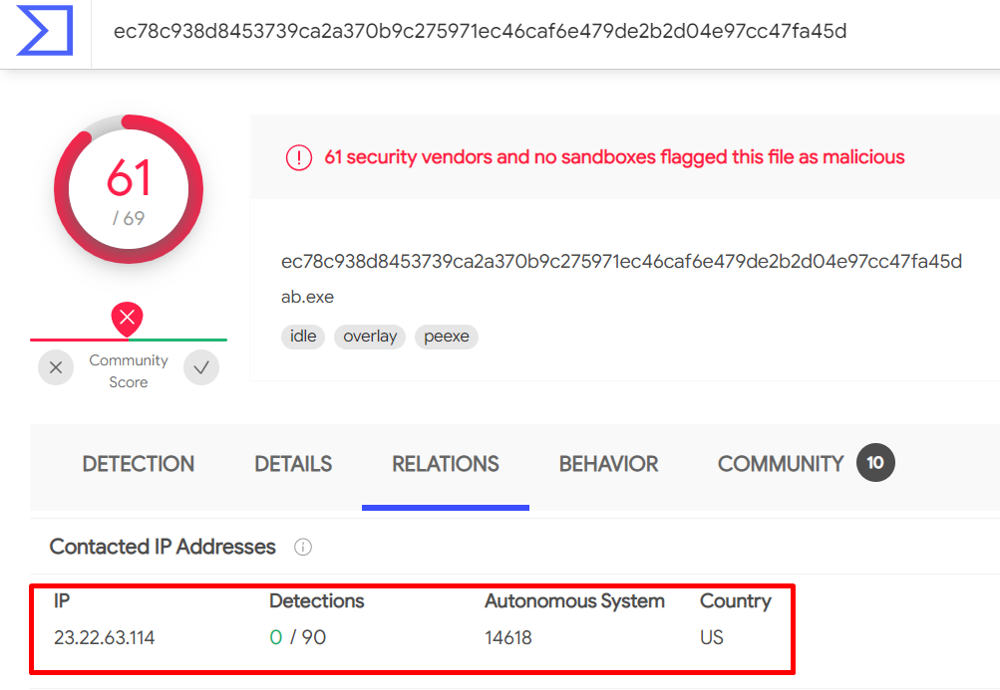 ec78c938d8453739ca2a370b9c275971ec46caf6e479de2b2d04e97cc47fa45d
61
/ 69
61 security vendors and no sandboxes flagged this file as malicious
ec78c938d8453739ca2a370b9c275971ec46caf6e479de2b2d04e97cc47fa45d
ab.exe
idle overlay peexe
Community
Score
DETECTION DETAILS RELATIONS BEHAVIOR COMMUNITY 10
Contacted IP Addresses
IP Detections Autonomous System Country
23.22.63.114 0 / 90 14618 US